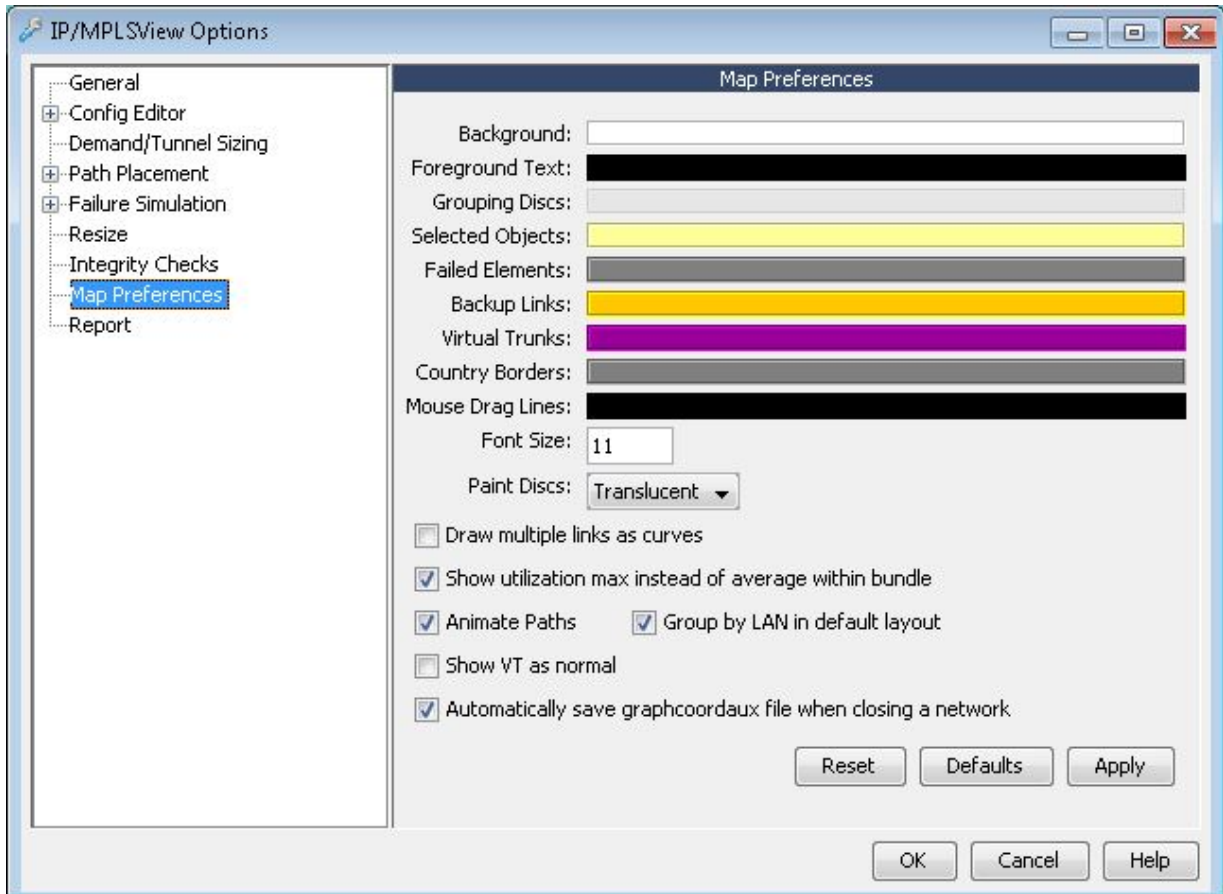 IP/MPLSView Options
General
Config Editor
Demand/Tunnel Sizing
Path Placement
Failure Simulation
Resize
Integrity Checks
Map Preferences
Report
Map Preferences
Background:
Foreground Text:
Grouping Discs:
Selected Objects:
Failed Elements:
Backup Links:
Virtual Trunks:
Country Borders:
Mouse Drag Lines:
Font Size: 11
Paint Discs: Translucent
Draw multiple links as curves
Show utilization max instead of average within bundle
Animate Paths Group by LAN in default layout
Show VT as normal
Automatically save graphcoordaux file when closing a network
Reset Defaults Apply
OK Cancel Help